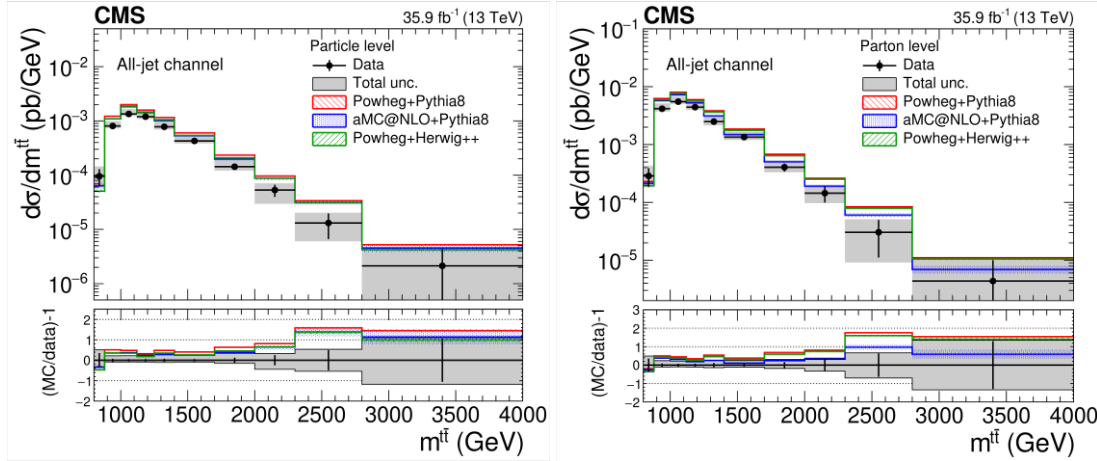 CMS 35.9 fb⁻¹ (13 TeV)
dσ/dm^{tt̄} (pb/GeV)
10⁻²
10⁻³
10⁻⁴
10⁻⁵
10⁻⁶
All-jet channel
Particle level
Data
Total unc.
Powheg+Pythia8
aMC@NLO+Pythia8
Powheg+Herwig++
(MC/data)-1
2
1
0
−1
−2
1000 1500 2000 2500 3000 3500 4000
m^{tt̄} (GeV)
CMS 35.9 fb⁻¹ (13 TeV)
dσ/dm^{tt̄} (pb/GeV)
10⁻¹
10⁻²
10⁻³
10⁻⁴
10⁻⁵
All-jet channel
Parton level
Data
Total unc.
Powheg+Pythia8
aMC@NLO+Pythia8
Powheg+Herwig++
(MC/data)-1
3
2
1
0
−1
−2
1000 1500 2000 2500 3000 3500 4000
m^{tt̄} (GeV)